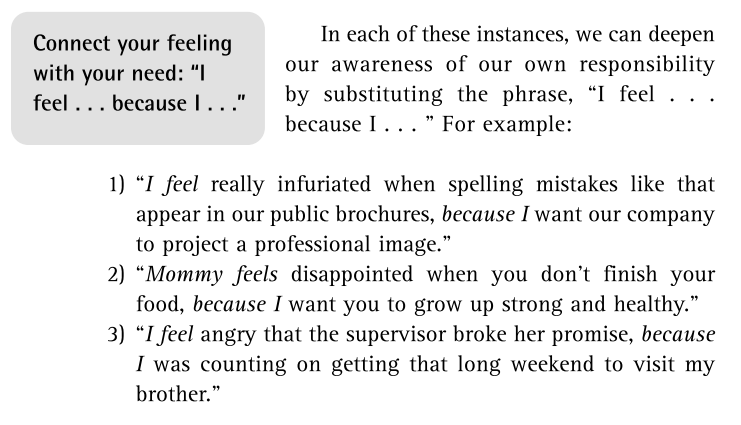 Connect your feeling
with your need: “I
feel . . . because I . . .”
In each of these instances, we can deepen
our awareness of our own responsibility
by substituting the phrase, “I feel . . .
because I . . . ” For example:
1) “I feel really infuriated when spelling mistakes like that
appear in our public brochures, because I want our company
to project a professional image.”
2) “Mommy feels disappointed when you don’t finish your
food, because I want you to grow up strong and healthy.”
3) “I feel angry that the supervisor broke her promise, because
I was counting on getting that long weekend to visit my
brother.”